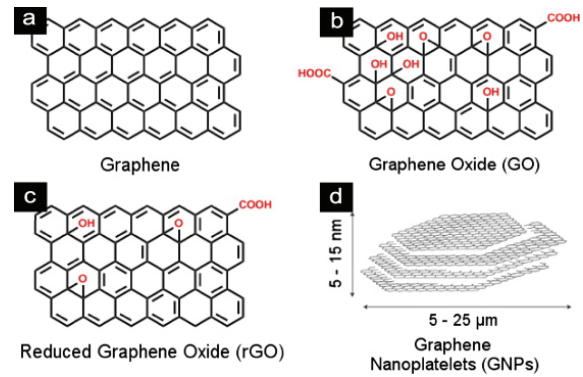 a
Graphene
b
COOH
OH
O
O
OH
OH
HOOC
O
OH
Graphene Oxide (GO)
c
COOH
OH
O
O
Reduced Graphene Oxide (rGO)
d
5 - 15 nm
5 - 25 µm
Graphene
Nanoplatelets (GNPs)